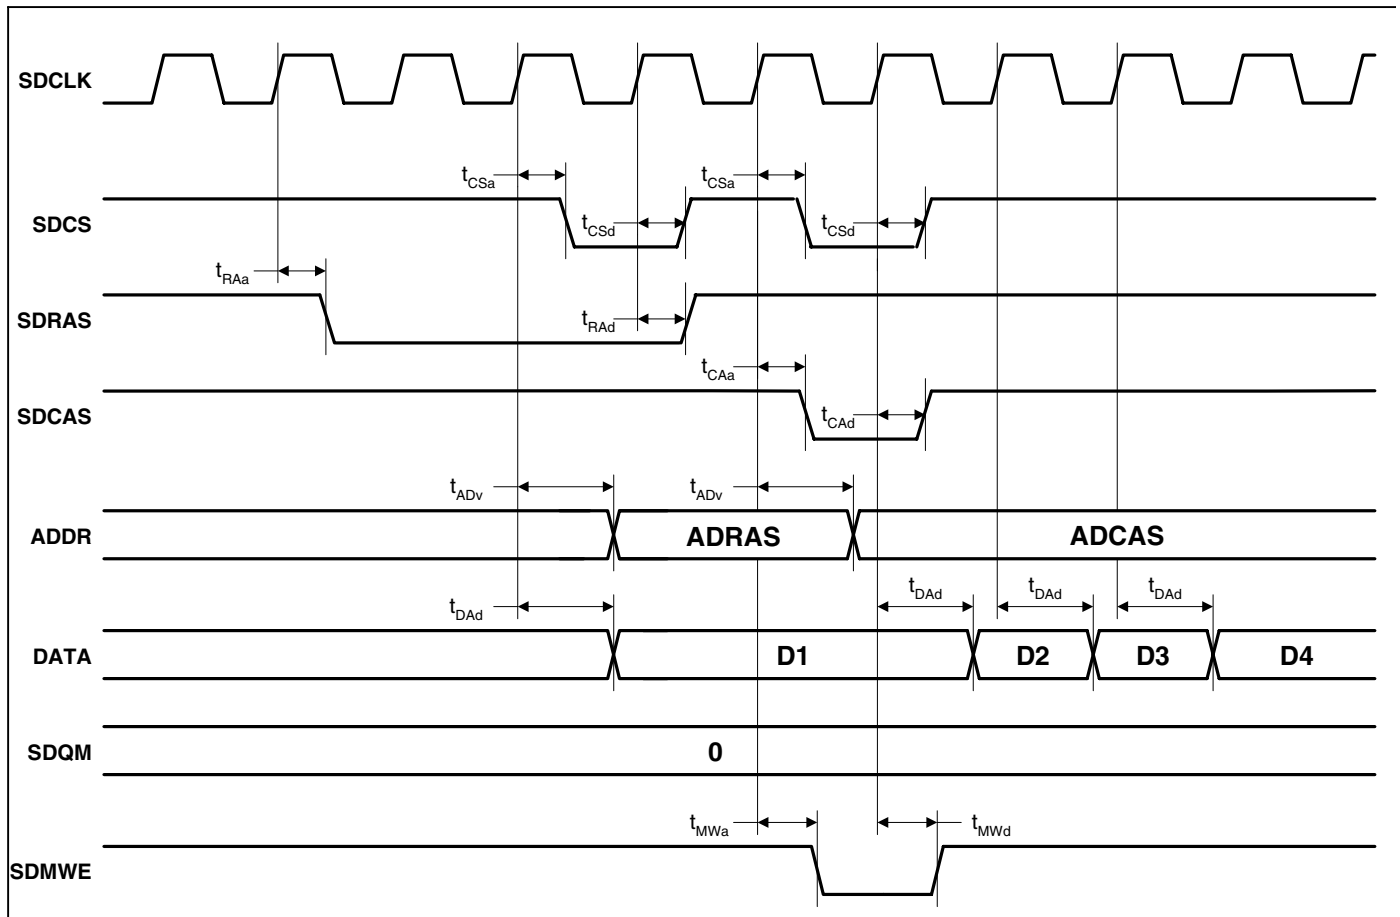 SDCLK
t_CSa t_CSa
SDCS t_CSd t_CSd
t_RAa
SDRAS t_RAd
t_CAa
SDCAS t_CAd
t_ADv t_ADv
ADDR ADRAS ADCAS
t_DAd t_DAd t_DAd t_DAd
DATA D1 D2 D3 D4
SDQM 0
t_MWa t_MWd
SDMWE